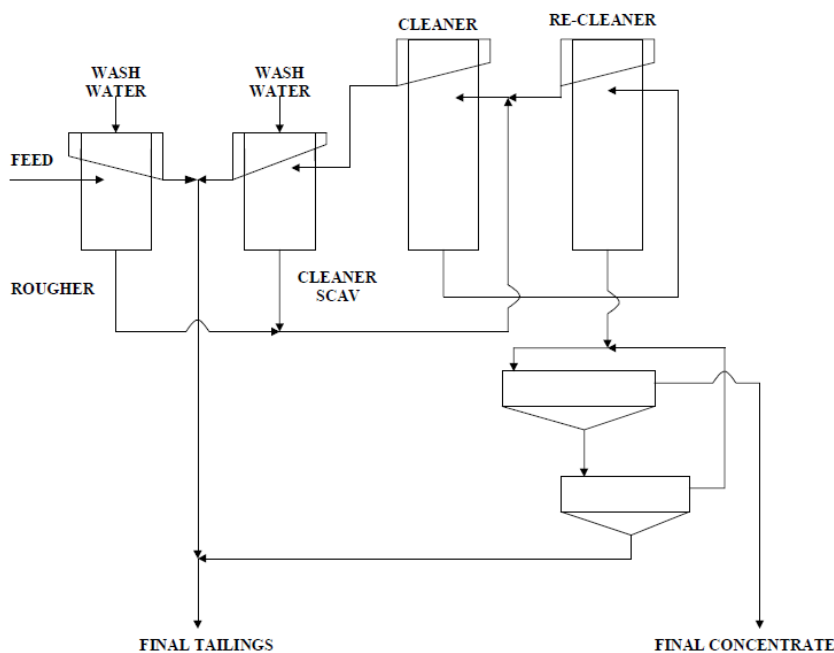 CLEANER
RE-CLEANER
WASH
WATER
WASH
WATER
FEED
ROUGHER
CLEANER
SCAV
FINAL TAILINGS
FINAL CONCENTRATE